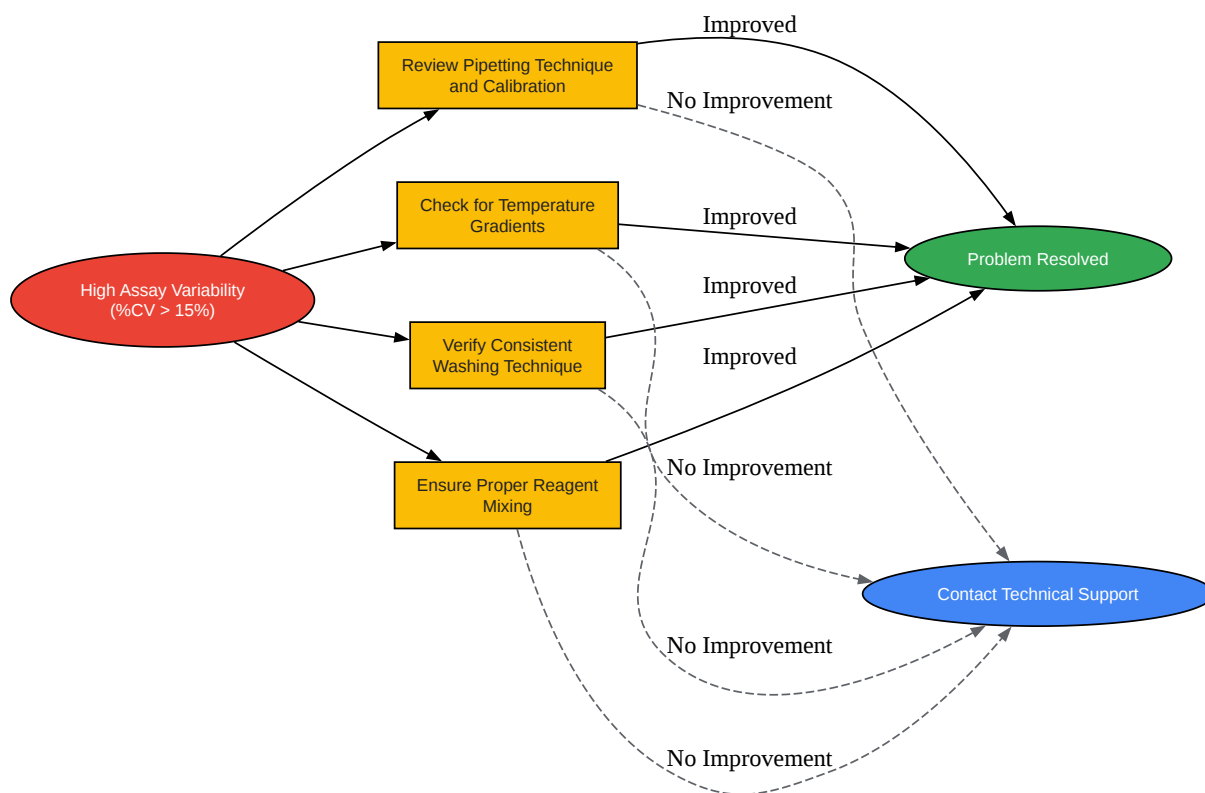 Improved
Review Pipetting Technique
and Calibration
No Improvement
Check for Temperature
Gradients
Improved
Problem Resolved
High Assay Variability
(%CV > 15%)
Improved
Verify Consistent
Washing Technique
Improved
No Improvement
Ensure Proper Reagent
Mixing
Contact Technical Support
No Improvement
No Improvement